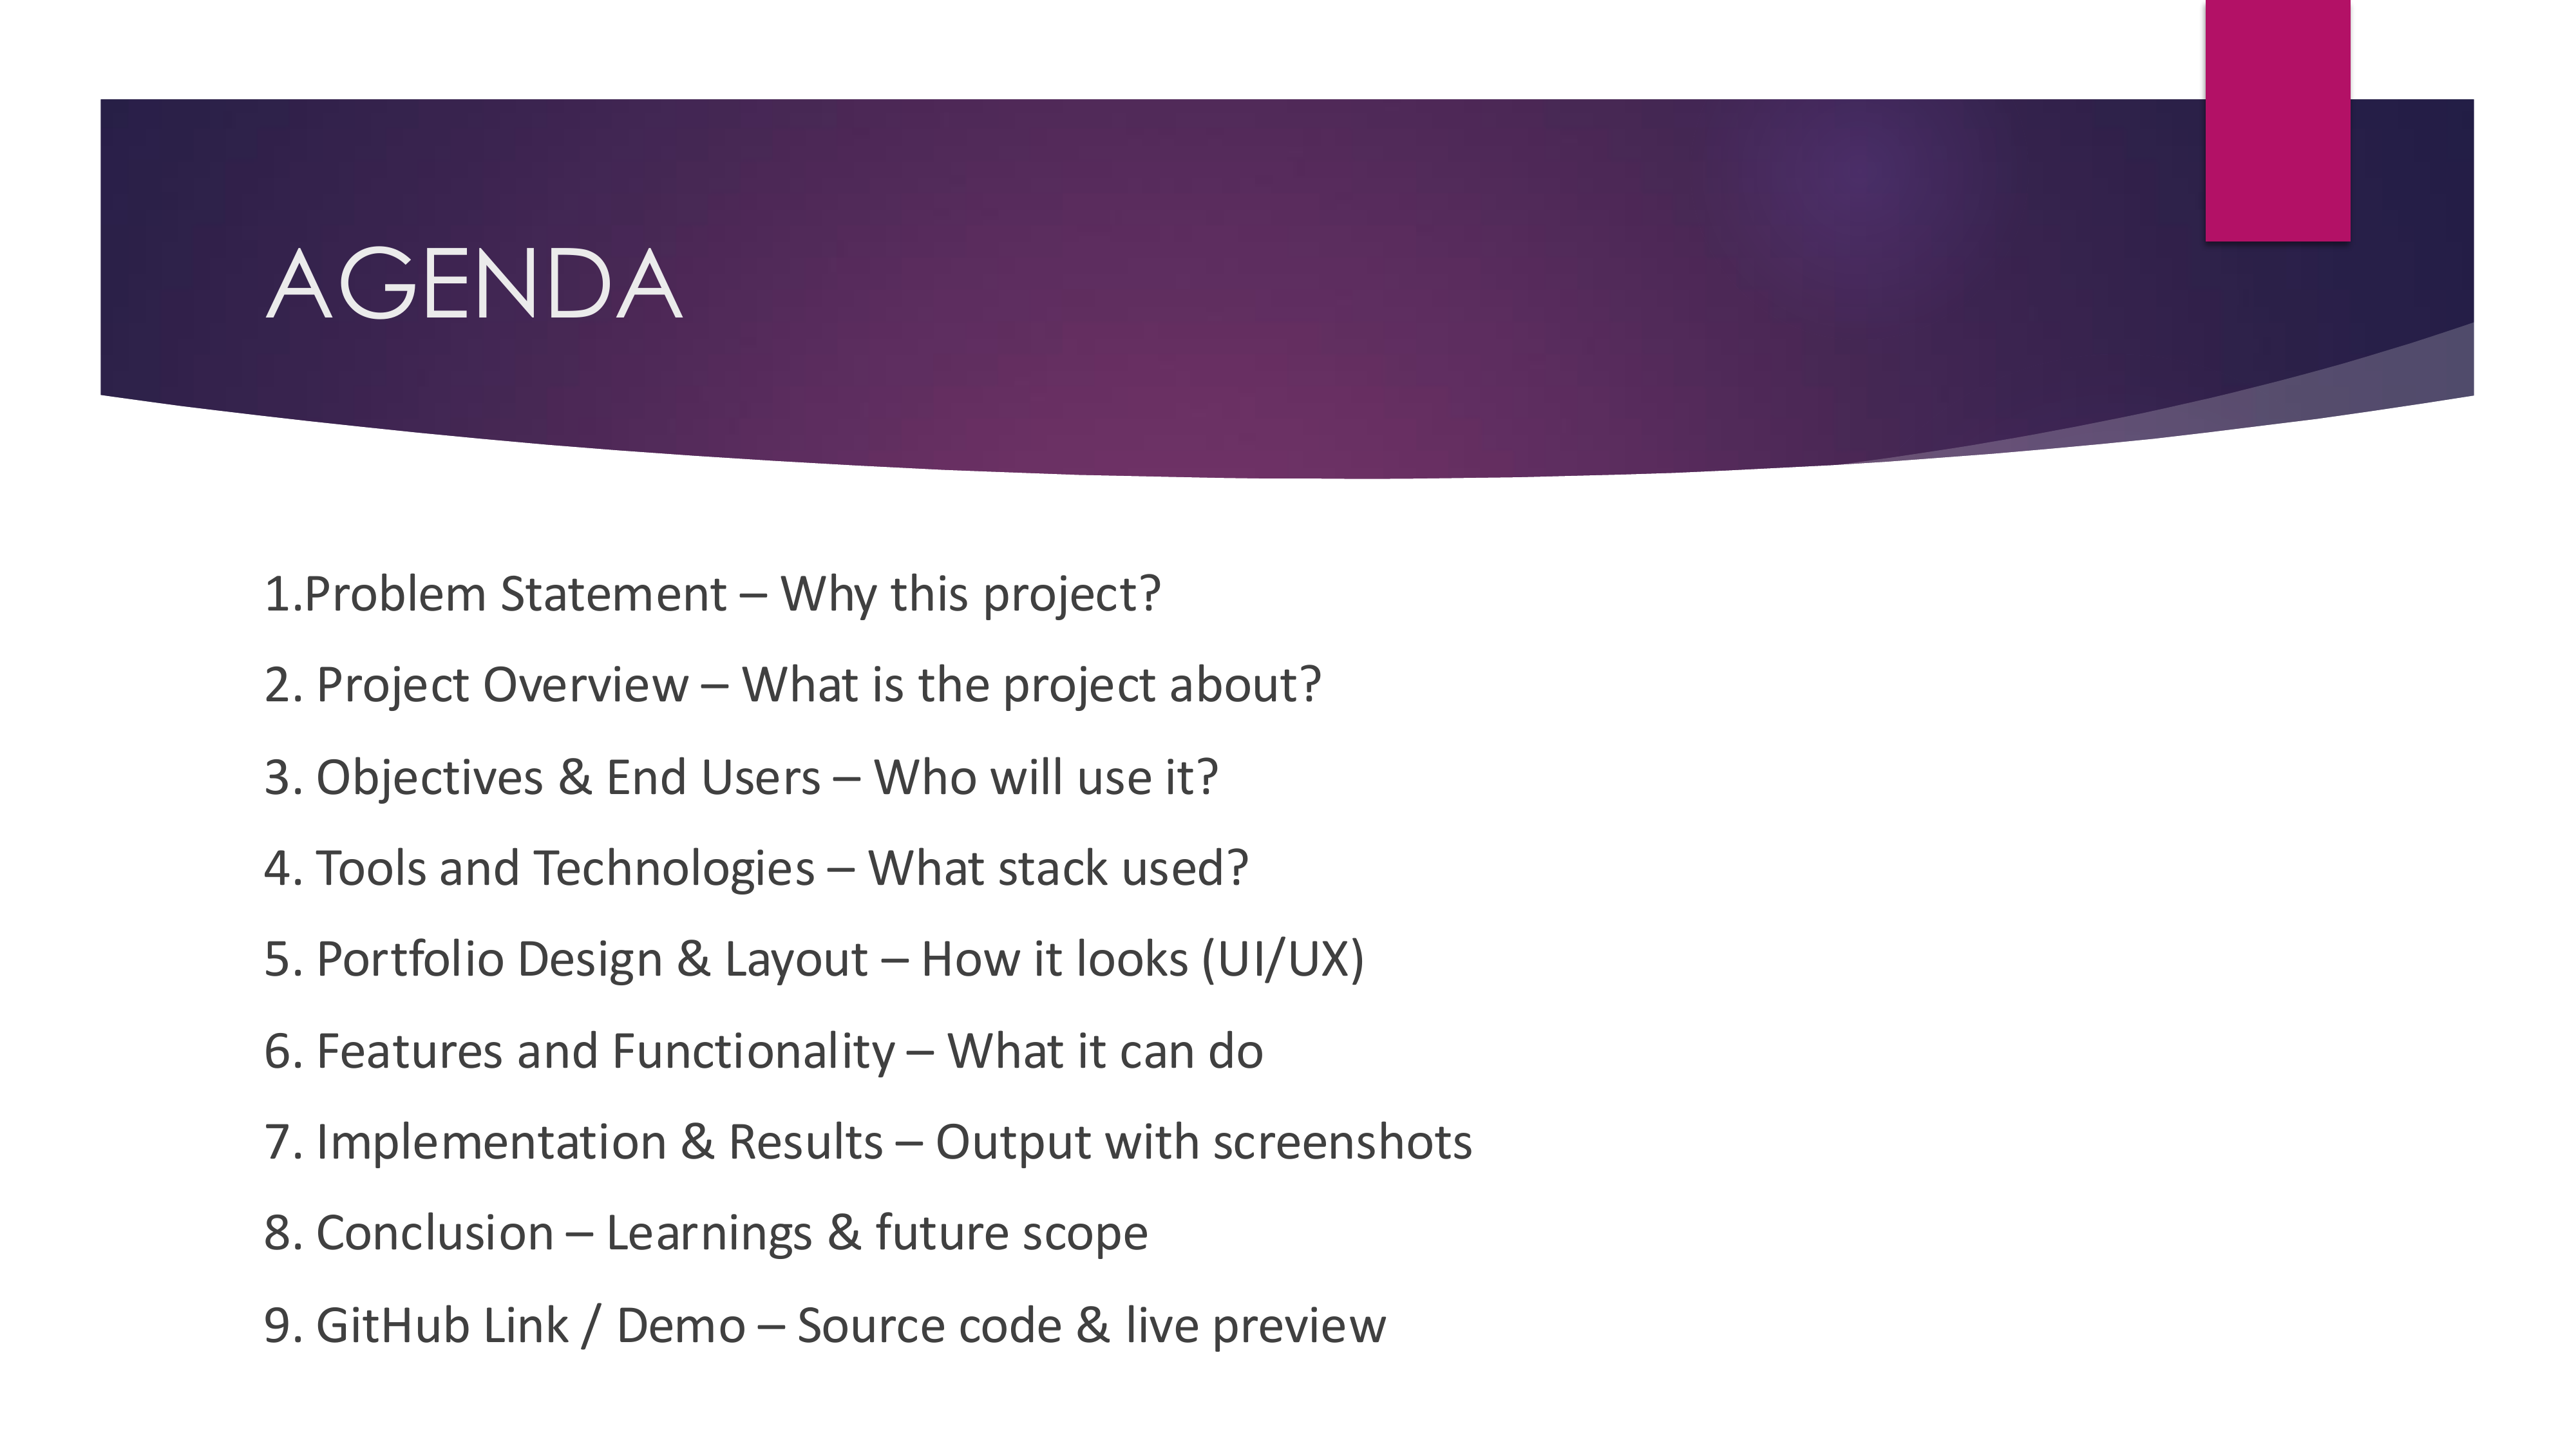 AGENDA
1.Problem Statement – Why this project?
2. Project Overview – What is the project about?
3. Objectives & End Users – Who will use it?
4. Tools and Technologies – What stack used?
5. Portfolio Design & Layout – How it looks (UI/UX)
6. Features and Functionality – What it can do
7. Implementation & Results – Output with screenshots
8. Conclusion – Learnings & future scope
9. GitHub Link / Demo – Source code & live preview